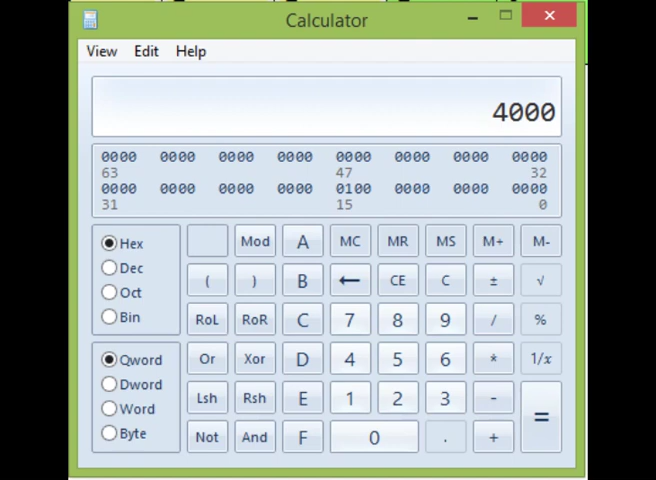 Calculator
View Edit Help
4000
0000 0000 0000 0000 0000 0000 0000 0000
63 47 32
0000 0000 0000 0000 0100 0000 0000 0000
31 15 0
Hex Mod A MC MR MS M+ M-
Dec ( ) B ← CE C ± √
Oct RoL RoR C 7 8 9 / %
Bin
Qword Or Xor D 4 5 6 * 1/x
Dword
Word Lsh Rsh E 1 2 3 - =
Byte Not And F 0 . +